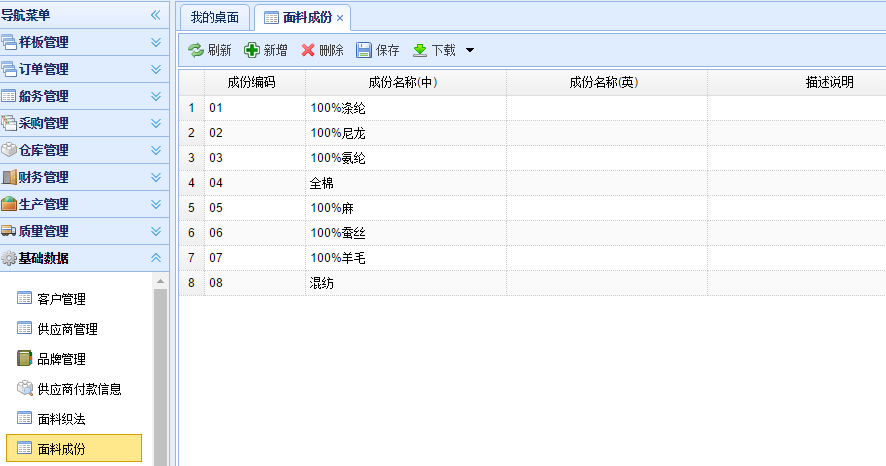 导航菜单
样板管理
订单管理
船务管理
采购管理
仓库管理
财务管理
生产管理
质量管理
基础数据
客户管理
供应商管理
品牌管理
供应商付款信息
面料织法
面料成份
我的桌面 面料成份 ×
刷新 新增 删除 保存 下载
成份编码 成份名称(中) 成份名称(英) 描述说明
1 01 100%涤纶
2 02 100%尼龙
3 03 100%氨纶
4 04 全棉
5 05 100%麻
6 06 100%蚕丝
7 07 100%羊毛
8 08 混纺